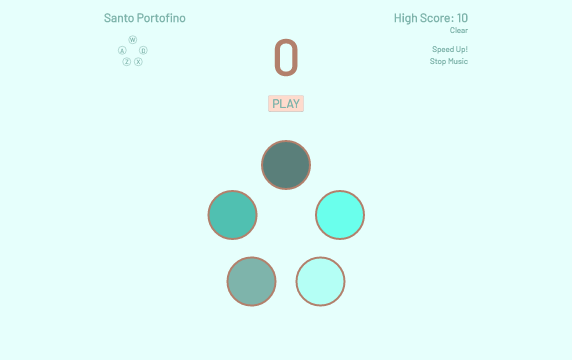 Santo Portofino
High Score: 10
Clear
W
A D
Z X
Speed Up!
Stop Music
0
PLAY